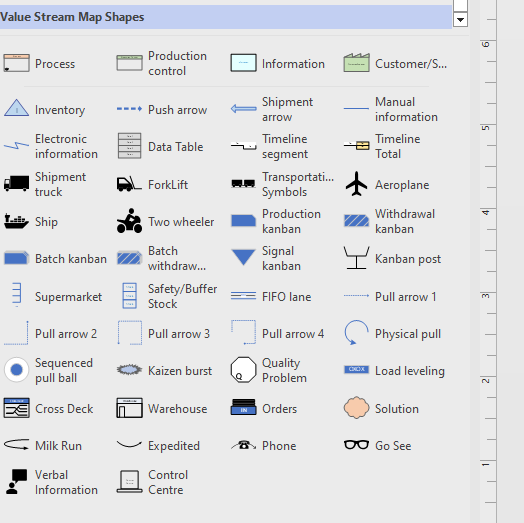 Value Stream Map Shapes
Process
Production
control
Information
Customer/S...
Inventory
Push arrow
Shipment
arrow
Manual
information
Electronic
information
Data Table
Timeline
segment
Timeline
Total
Shipment
truck
ForkLift
Transportati...
Symbols
Aeroplane
Ship
Two wheeler
Production
kanban
Withdrawal
kanban
Batch kanban
Batch
withdraw...
Signal
kanban
Kanban post
Supermarket
Safety/Buffer
Stock
FIFO lane
Pull arrow 1
Pull arrow 2
Pull arrow 3
Pull arrow 4
Physical pull
Sequenced
pull ball
Kaizen burst
Q
Quality
Problem
OXOX
Load leveling
Cross Deck
Warehouse
IN
Orders
Solution
Milk Run
Expedited
Phone
Go See
Verbal
Information
Control
Centre
6
5
4
3
2
1